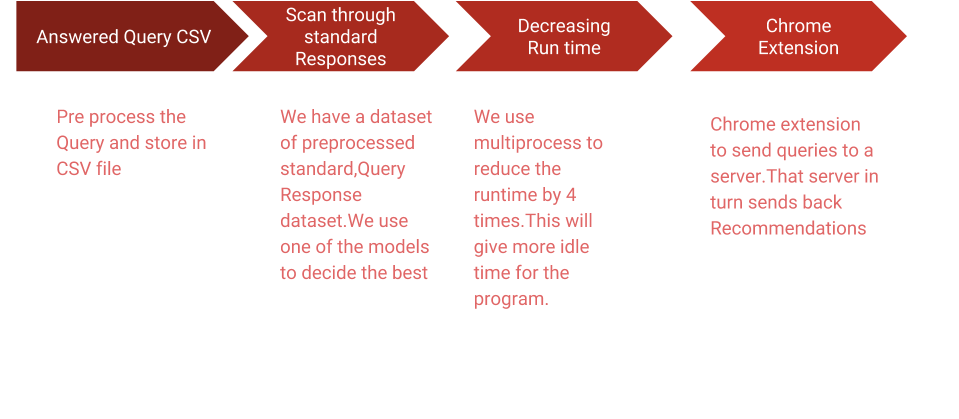 Answered Query CSV
Scan through
standard
Responses
Decreasing
Run time
Chrome
Extension
Pre process the
Query and store in
CSV file
We have a dataset
of preprocessed
standard,Query
Response
dataset.We use
one of the models
to decide the best
We use
multiprocess to
reduce the
runtime by 4
times.This will
give more idle
time for the
program.
Chrome extension
to send queries to a
server.That server in
turn sends back
Recommendations